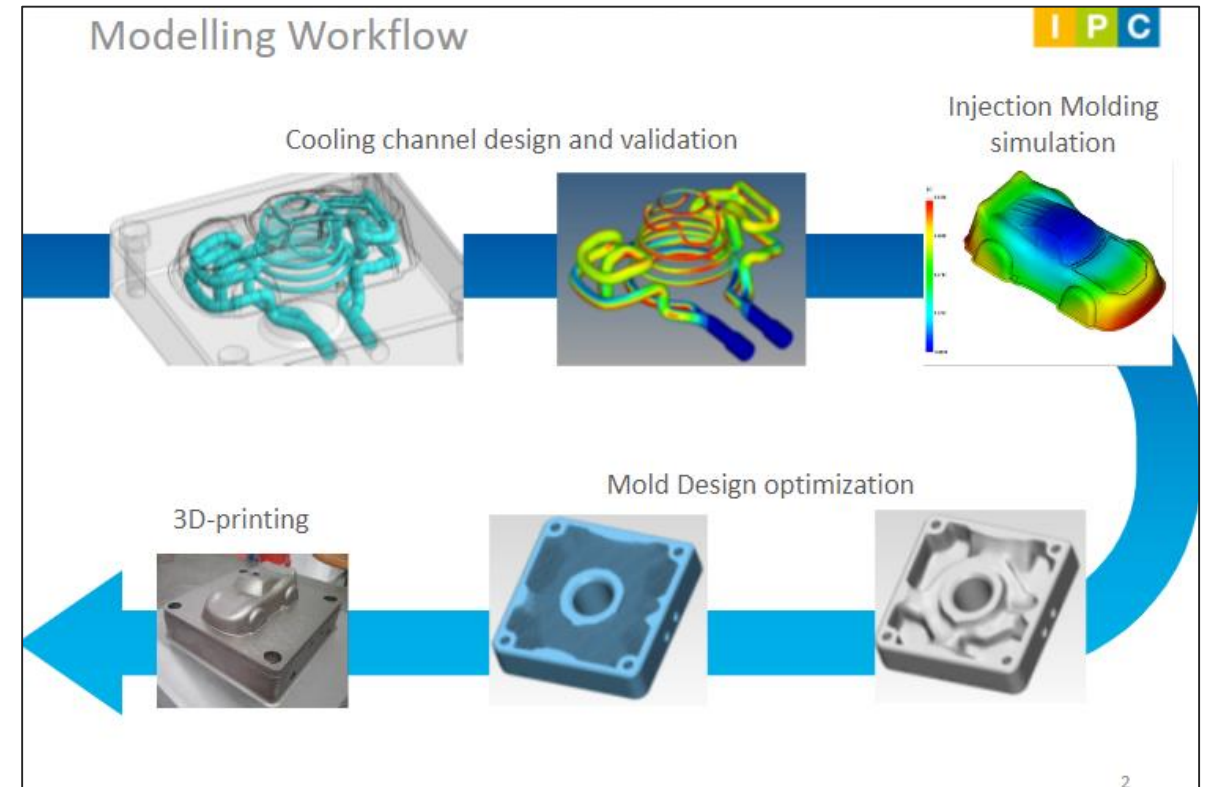 Modelling Workflow
I P C
Cooling channel design and validation
Injection Molding
simulation
Mold Design optimization
3D-printing
2